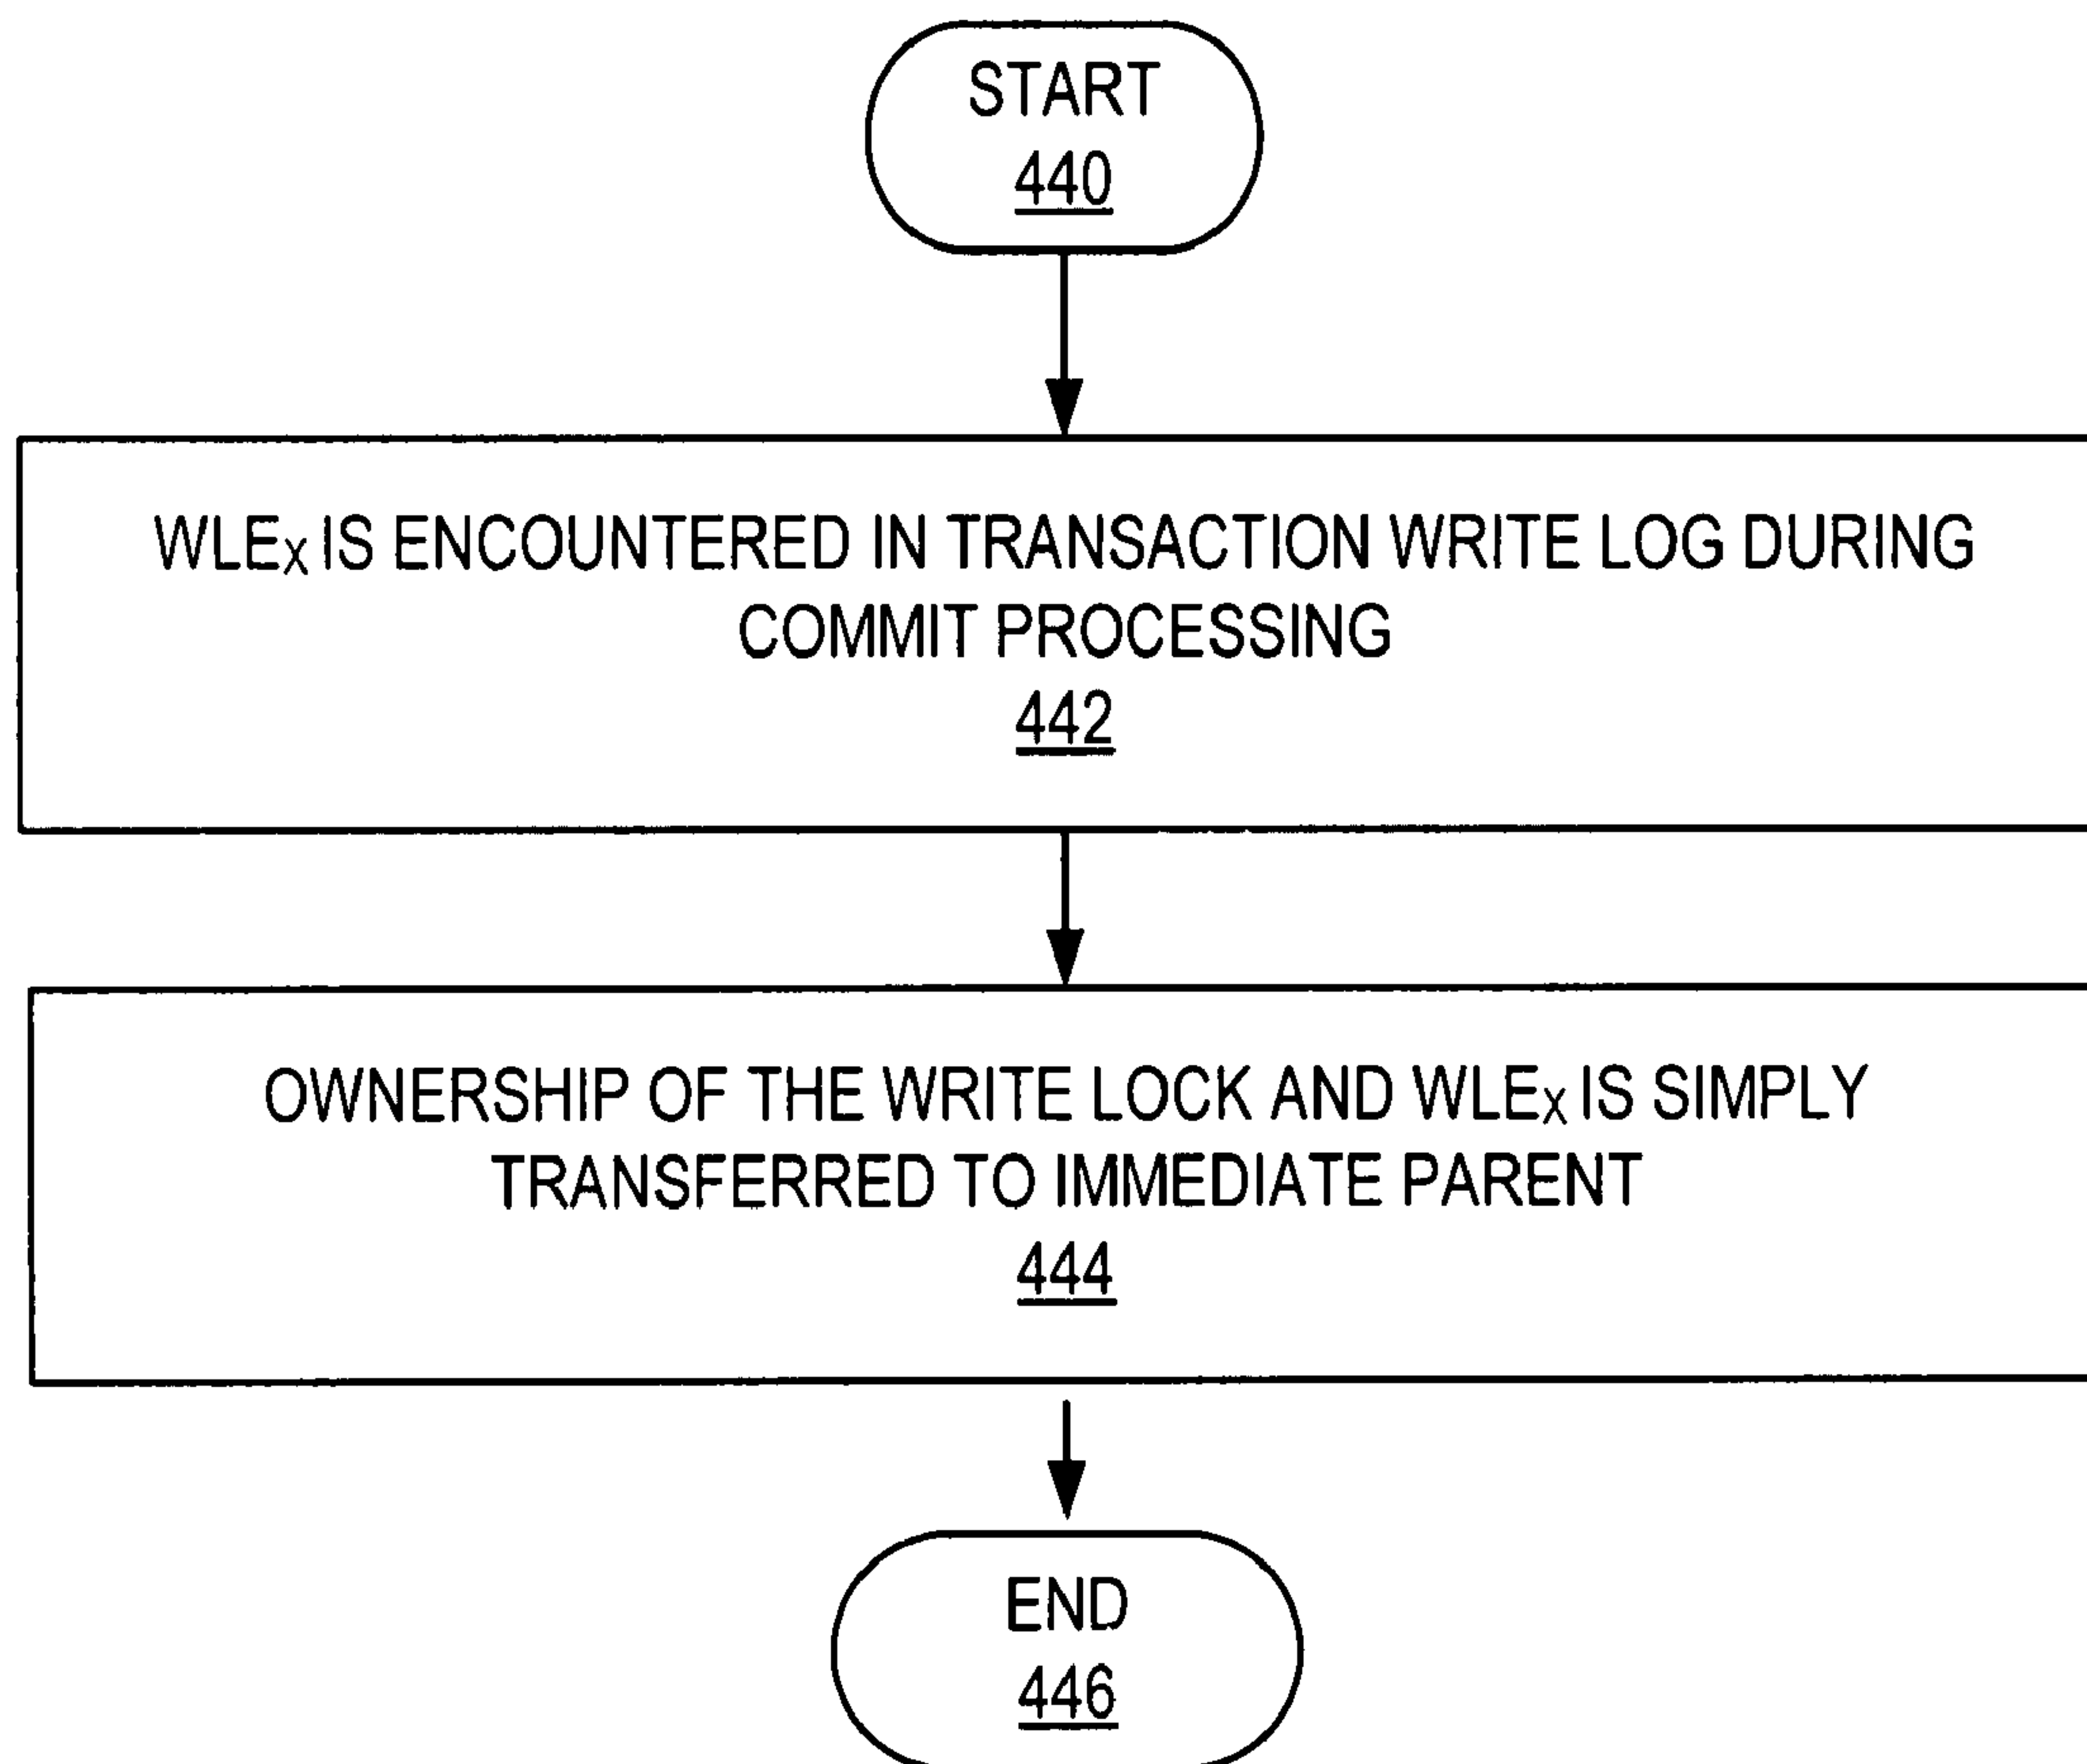 START
440
WLEX IS ENCOUNTERED IN TRANSACTION WRITE LOG DURING
COMMIT PROCESSING
442
OWNERSHIP OF THE WRITE LOCK AND WLEX IS SIMPLY
TRANSFERRED TO IMMEDIATE PARENT
444
END
446